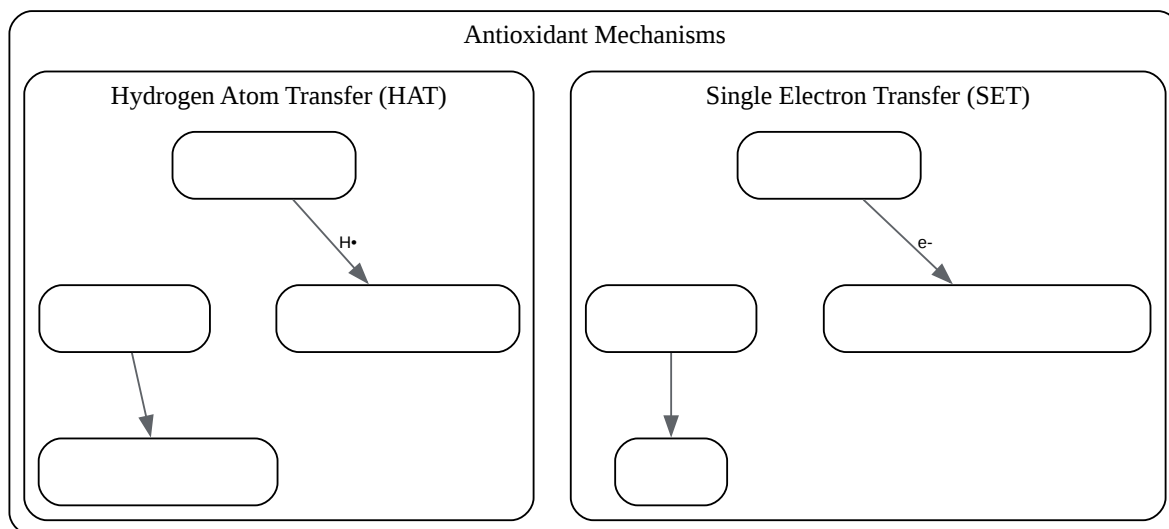 Antioxidant Mechanisms
Hydrogen Atom Transfer (HAT)
Single Electron Transfer (SET)
H•
e-